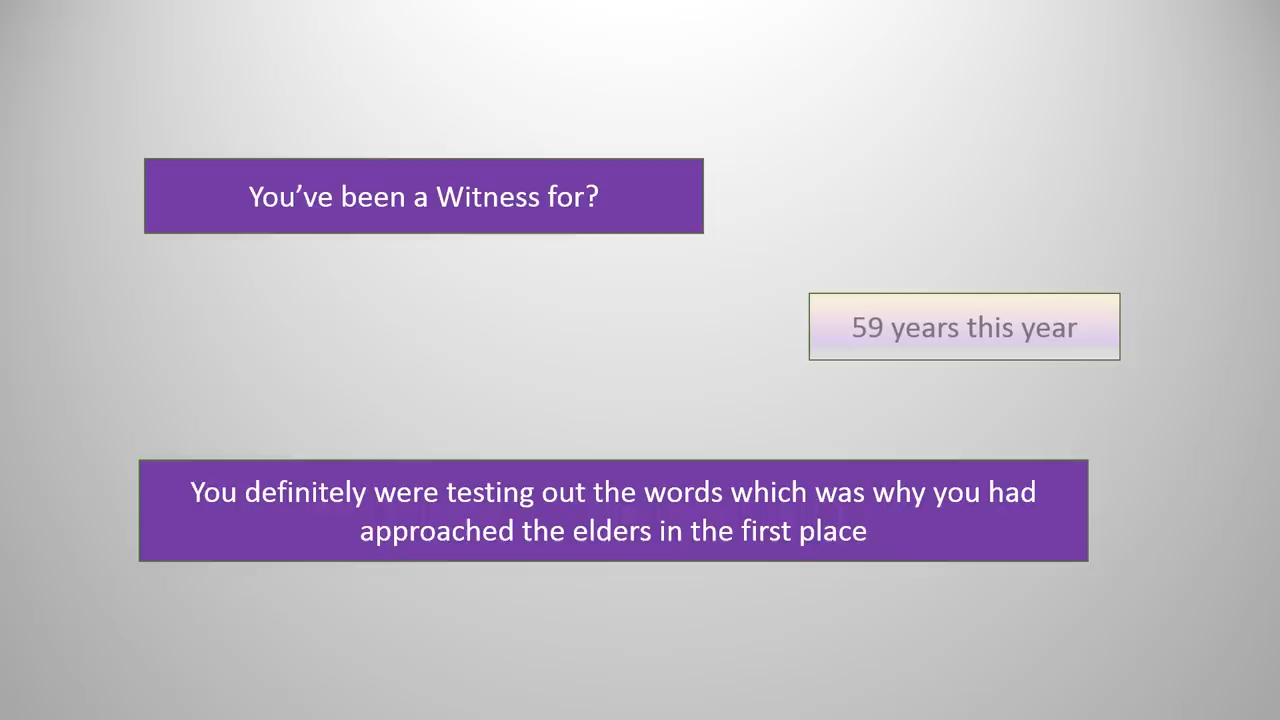 You’ve been a Witness for?
59 years this year
You definitely were testing out the words which was why you had
approached the elders in the first place